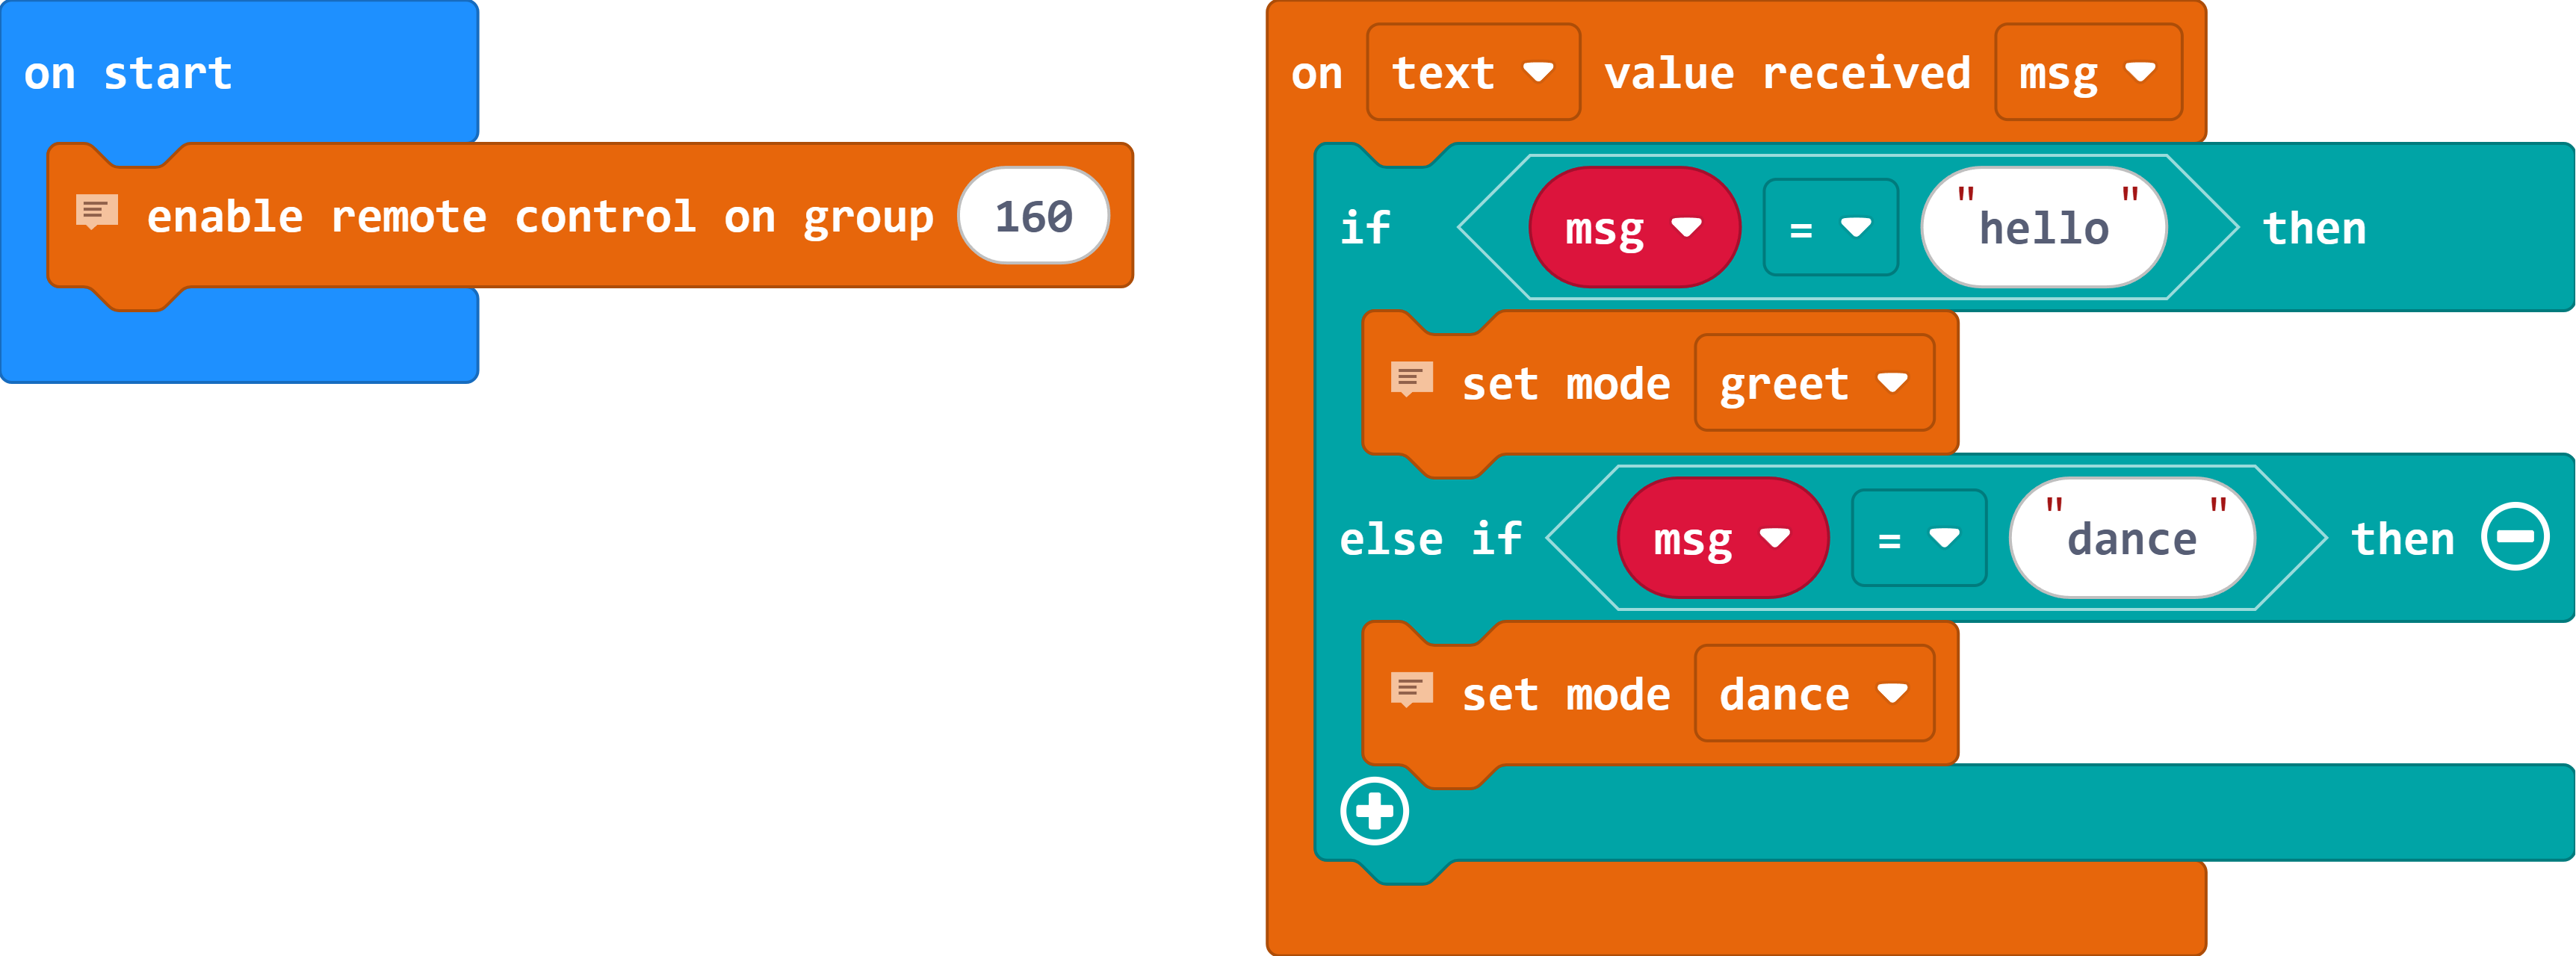 on start
enable remote control on group 160
on text value received msg
if msg = "hello" then
set mode greet
else if msg = "dance" then
set mode dance